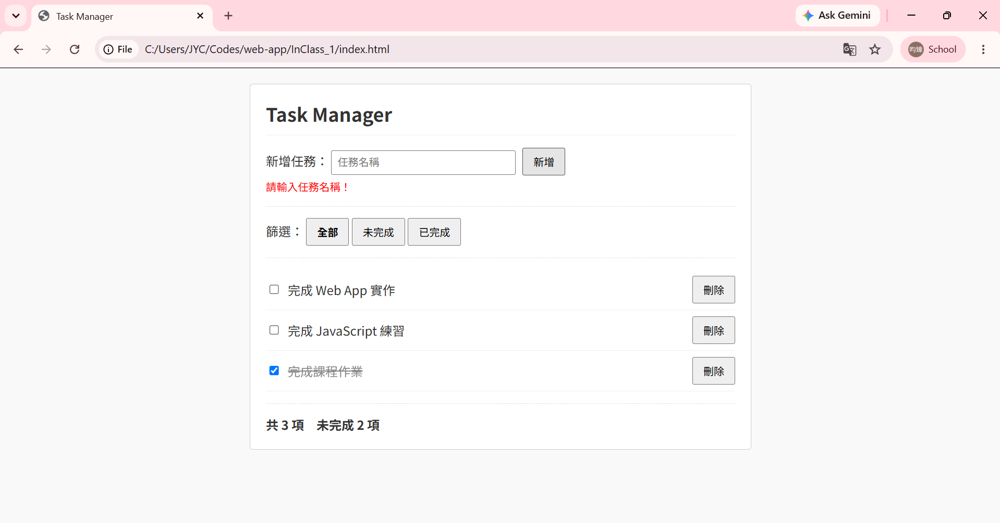 Task Manager
Ask Gemini
File
C:/Users/JYC/Codes/web-app/InClass_1/index.html
昀臻
School
Task Manager
新增任務：
任務名稱
新增
請輸入任務名稱！
篩選：
全部
未完成
已完成
完成 Web App 實作
刪除
完成 JavaScript 練習
刪除
完成課程作業
刪除
共 3 項　未完成 2 項